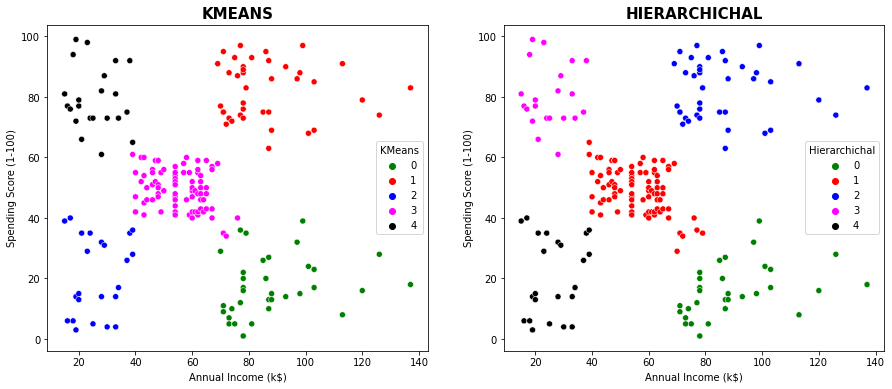 KMEANS
Spending Score (1-100)
100
80
60
40
20
0
KMeans
0
1
2
3
4
20 40 60 80 100 120 140
Annual Income (k$)
HIERARCHICHAL
Spending Score (1-100)
100
80
60
40
20
0
Hierarchichal
0
1
2
3
4
20 40 60 80 100 120 140
Annual Income (k$)